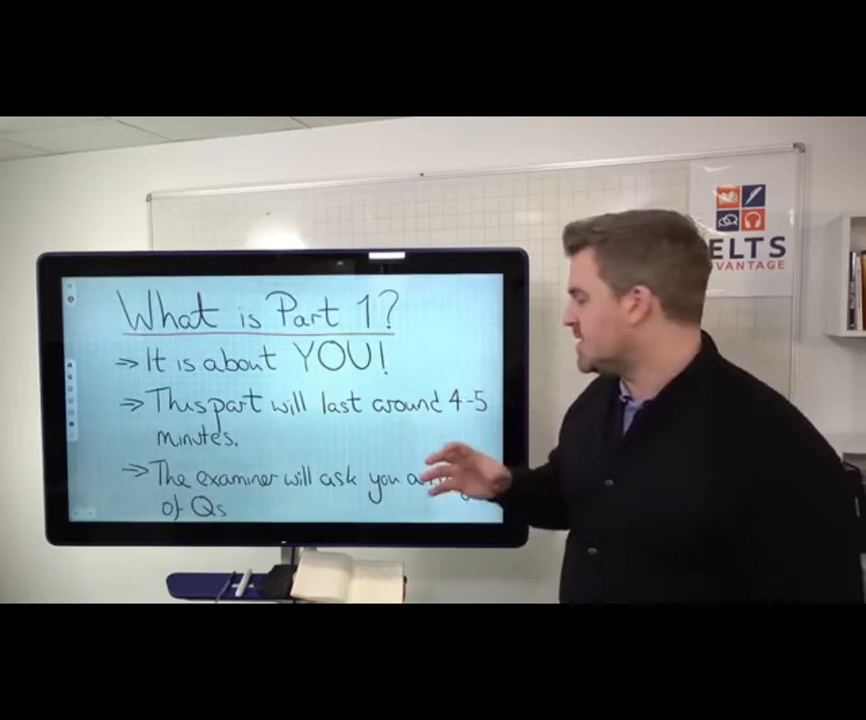 What is Part 1?
⇒ It is about YOU!
⇒ This part will last around 4-5
minutes.
⇒ The examiner will ask you a
of Qs
ELTS
VANTAGE